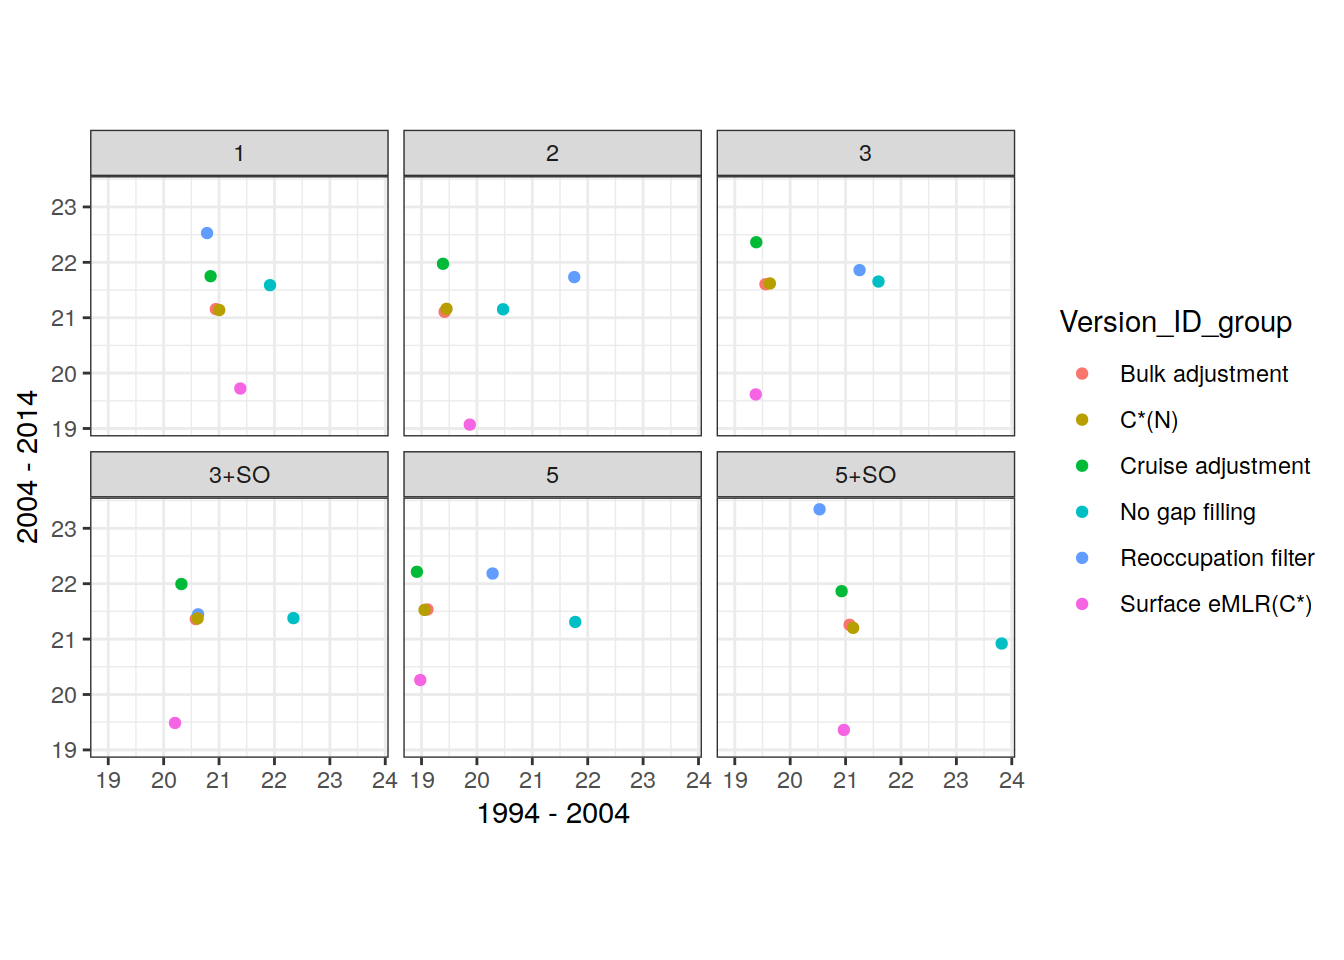 1
2
3
23
22
21
20
19
3+SO
5
5+SO
23
22
21
20
19
19 20 21 22 23 24
19 20 21 22 23 24
19 20 21 22 23 24
1994 - 2004
2004 - 2014
Version_ID_group
Bulk adjustment
C*(N)
Cruise adjustment
No gap filling
Reoccupation filter
Surface eMLR(C*)